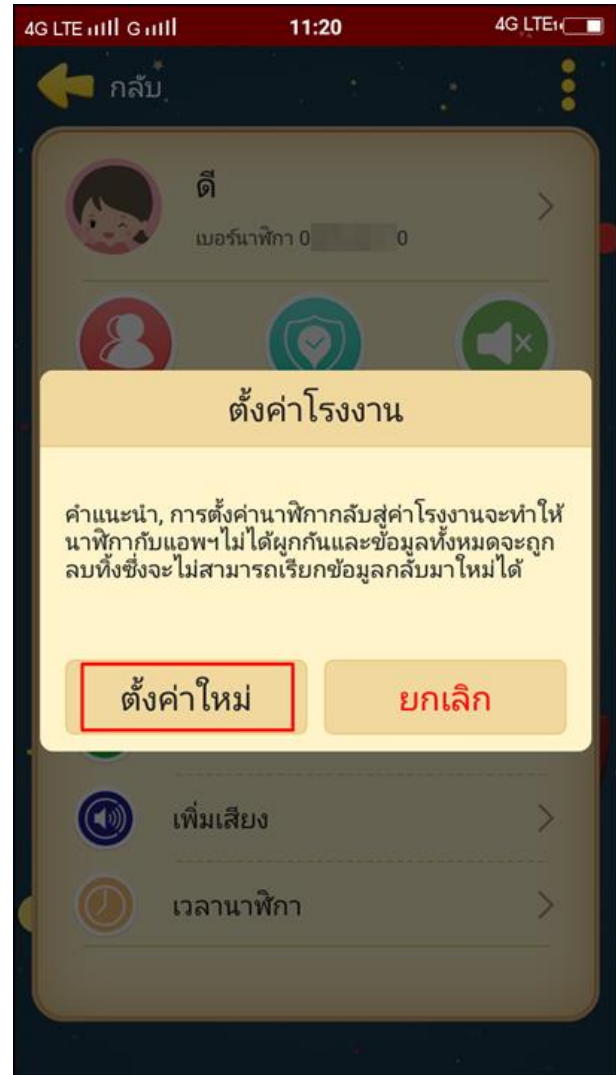 4G LTE G 11:20 4G LTE
กลับ
ดี
เบอร์นาฬิกา 0 0
ตั้งค่าโรงงาน
คำแนะนำ, การตั้งค่านาฬิกากลับสู่ค่าโรงงานจะทำให้
นาฬิกากับแอพฯไม่ได้ผูกกันและข้อมูลทั้งหมดจะถูก
ลบทิ้งซึ่งจะไม่สามารถเรียกข้อมูลกลับมาใหม่ได้
ตั้งค่าใหม่ ยกเลิก
เพิ่มเสียง
เวลานาฬิกา